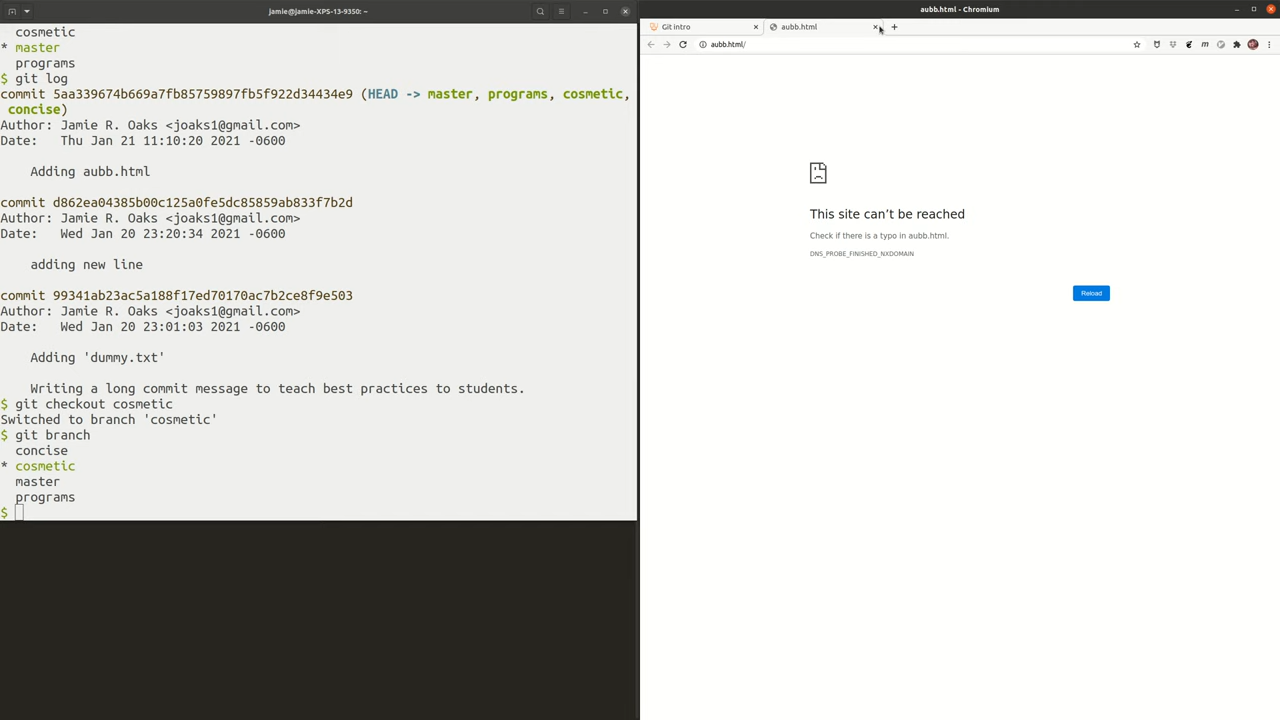 jamie@jamie-XPS-13-9350: ~
cosmetic
* master
programs
$ git log
commit 5aa339674b669a7fb85759897fb5f922d34434e9 (HEAD -> master, programs, cosmetic,
concise)
Author: Jamie R. Oaks <joaks1@gmail.com>
Date:   Thu Jan 21 11:10:20 2021 -0600
Adding aubb.html
commit d862ea04385b00c125a0fe5dc85859ab833f7b2d
Author: Jamie R. Oaks <joaks1@gmail.com>
Date:   Wed Jan 20 23:20:34 2021 -0600
adding new line
commit 99341ab23ac5a188f17ed70170ac7b2ce8f9e503
Author: Jamie R. Oaks <joaks1@gmail.com>
Date:   Wed Jan 20 23:01:03 2021 -0600
Adding 'dummy.txt'
Writing a long commit message to teach best practices to students.
$ git checkout cosmetic
Switched to branch 'cosmetic'
$ git branch
concise
* cosmetic
master
programs
$
aubb.html - Chromium
Git intro
aubb.html
aubb.html/
This site can’t be reached
Check if there is a typo in aubb.html.
DNS_PROBE_FINISHED_NXDOMAIN
Reload